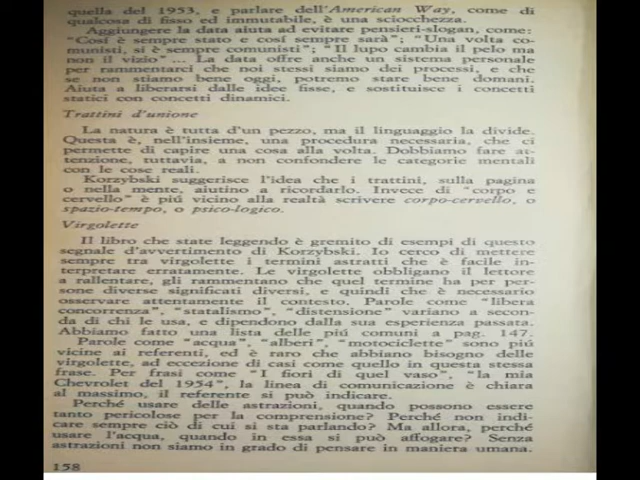 quella del 1953, e parlare dell'American Way, come di
qualcosa di fisso ed immutabile, è una sciocchezza.
Aggiungere la data aiuta ad evitare pensieri-slogan, come:
"Cosí è sempre stato e cosí sempre sarà"; "Una volta co-
munisti, si è sempre comunisti"; "Il lupo cambia il pelo ma
non il vizio"... La data offre anche un sistema personale
per rammentarci che noi stessi siamo dei processi, e che
se non stiamo bene oggi, potremo stare bene domani.
Aiuta a liberarsi dalle idee fisse, e sostituisce i concetti
statici con concetti dinamici.
Trattini d'unione
La natura è tutta d'un pezzo, ma il linguaggio la divide.
Questa è, nell'insieme, una procedura necessaria, che ci
permette di capire una cosa alla volta. Dobbiamo fare at-
tenzione, tuttavia, a non confondere le categorie mentali
con le cose reali.
Korzybski suggerisce l'idea che i trattini, sulla pagina
o nella mente, aiutino a ricordarlo. Invece di "corpo e
cervello" è piú vicino alla realtà scrivere corpo-cervello, o
spazio-tempo, o psico-logico.
Virgolette
Il libro che state leggendo è gremito di esempi di questo
segnale d'avvertimento di Korzybski. Io cerco di mettere
sempre tra virgolette i termini astratti che è facile in-
terpretare erratamente. Le virgolette obbligano il lettore
a rallentare, gli rammentano che quel termine ha per per-
sone diverse significati diversi, e quindi che è necessario
osservare attentamente il contesto. Parole come "libera
concorrenza", "statalismo", "distensione" variano a secon-
da di chi le usa, e dipendono dalla sua esperienza passata.
Abbiamo fatto una lista delle piú comuni a pag. 147.
Parole come "acqua", "alberi", "motociclette" sono piú
vicine ai referenti, ed è raro che abbiano bisogno delle
virgolette, ad eccezione di casi come quello in questa stessa
frase. Per frasi come "I fiori di quel vaso", "la mia
Chevrolet del 1954", la linea di comunicazione è chiara
al massimo, il referente si può indicare.
Perché usare delle astrazioni, quando possono essere
tanto pericolose per la comprensione? Perché non indi-
care sempre ciò di cui si sta parlando? Ma allora, perché
usare l'acqua, quando in essa si può affogare? Senza
astrazioni non siamo in grado di pensare in maniera umana.
158